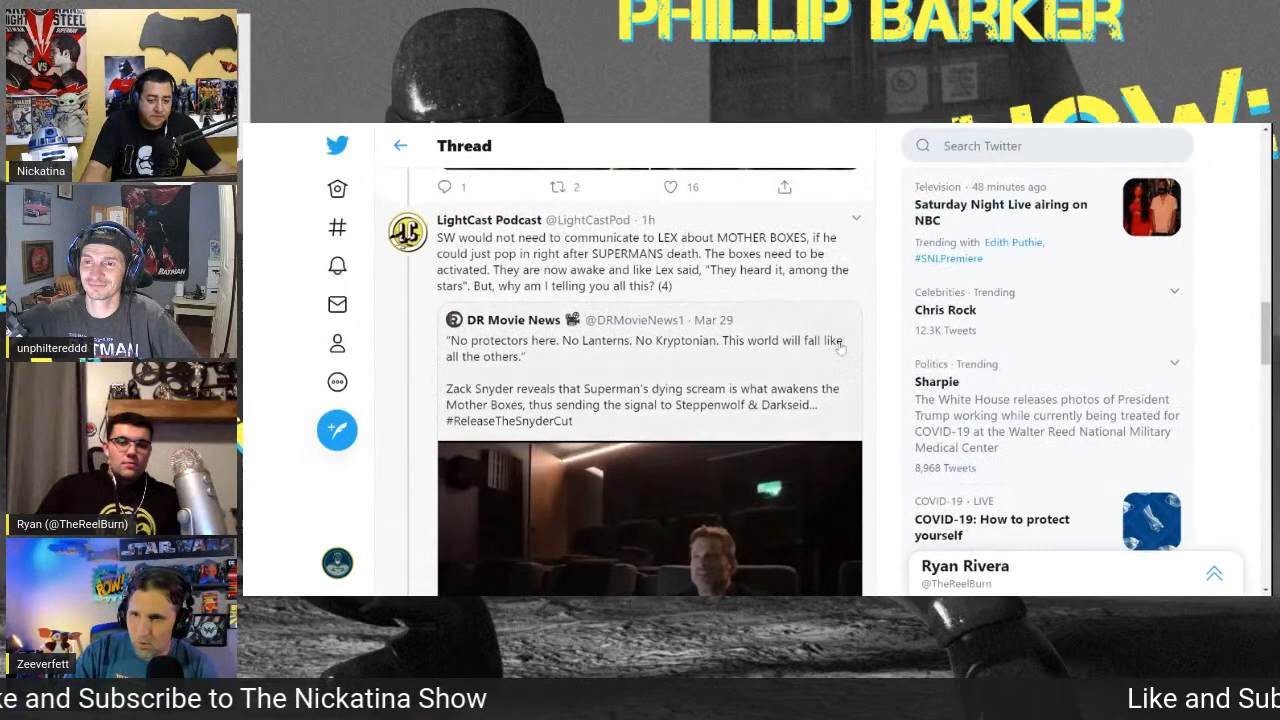 PHILLIP BARKER
Nickatina
unphiltereddd
TMAN
BATMAN
Ryan (@TheReelBurn)
STAR WARS
POW!
Zeeverfett
Thread
1
2
16
LightCast Podcast @LightCastPod · 1h
SW would not need to communicate to LEX about MOTHER BOXES, if he
could just pop in right after SUPERMANS death. The boxes need to be
activated. They are now awake and like Lex said, "They heard it, among the
stars". But, why am I telling you all this? (4)
DR Movie News @DRMovieNews1 · Mar 29
"No protectors here. No Lanterns. No Kryptonian. This world will fall like
all the others."
Zack Snyder reveals that Superman's dying scream is what awakens the
Mother Boxes, thus sending the signal to Steppenwolf & Darkseid...
#ReleaseTheSnyderCut
Search Twitter
Television · 48 minutes ago
Saturday Night Live airing on
NBC
Trending with Edith Puthie,
#SNLPremiere
Celebrities · Trending
Chris Rock
12.3K Tweets
Politics · Trending
Sharpie
The White House releases photos of President
Trump working while currently being treated for
COVID-19 at the Walter Reed National Military
Medical Center
8,968 Tweets
COVID-19 · LIVE
COVID-19: How to protect
yourself
Ryan Rivera
@TheReelBurn
ke and Subscribe to The Nickatina Show
Like and Sub